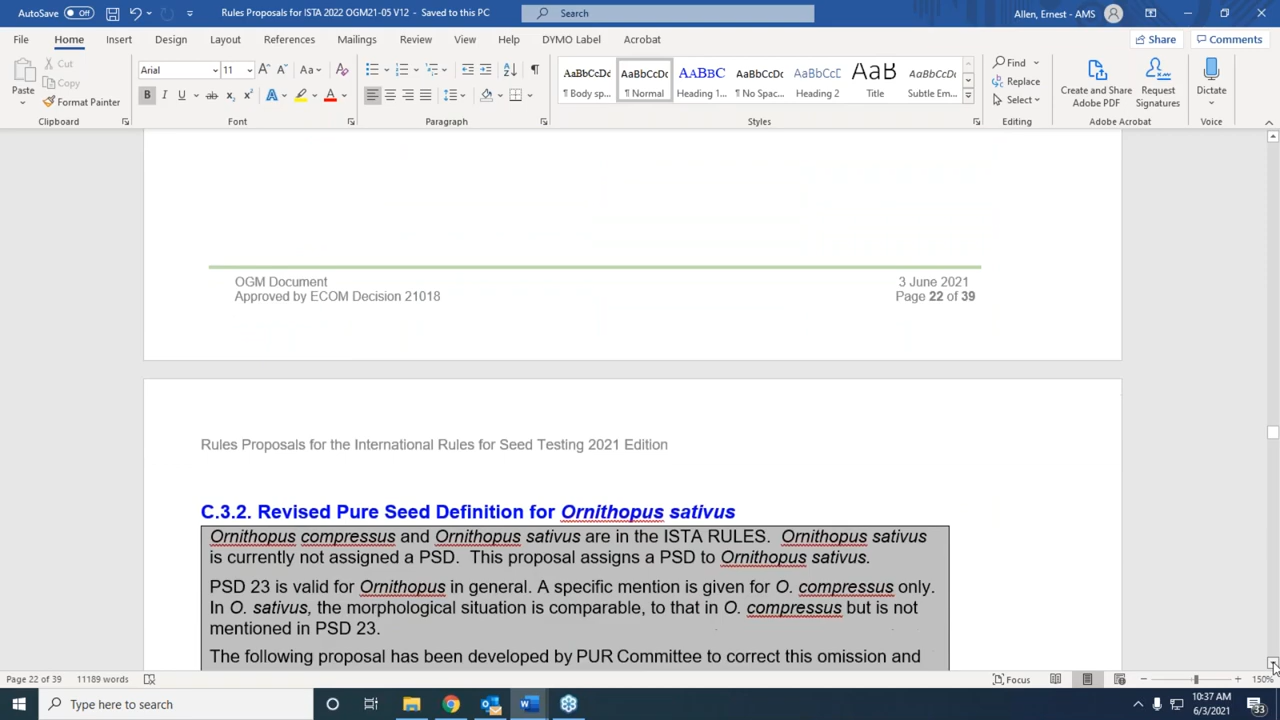 AutoSave Off Rules Proposals for ISTA 2022 OGM21-05 V12 - Saved to this PC Search Allen, Ernest - AMS
File Home Insert Design Layout References Mailings Review View Help DYMO Label Acrobat Share Comments
Paste Cut Copy Format Painter
Arial 11 Aa A
B I U ab x2 x2 A A
AaBbCcDc ¶ Body sp... AaBbCcDc ¶ Normal AABBC Heading 1... AaBbCcDc ¶ No Spac... AaBbCcC Heading 2 AaB Title AaBbCcDc Subtle Em...
Find Replace Select
Create and Share Adobe PDF Request Signatures Dictate
Clipboard Font Paragraph Styles Editing Adobe Acrobat Voice
OGM Document 3 June 2021
Approved by ECOM Decision 21018 Page 22 of 39
Rules Proposals for the International Rules for Seed Testing 2021 Edition
C.3.2. Revised Pure Seed Definition for Ornithopus sativus
Ornithopus compressus and Ornithopus sativus are in the ISTA RULES. Ornithopus sativus
is currently not assigned a PSD. This proposal assigns a PSD to Ornithopus sativus.
PSD 23 is valid for Ornithopus in general. A specific mention is given for O. compressus only.
In O. sativus, the morphological situation is comparable, to that in O. compressus but is not
mentioned in PSD 23.
The following proposal has been developed by PUR Committee to correct this omission and
Page 22 of 39 11189 words Focus 150%
Type here to search 10:37 AM
6/3/2021 33